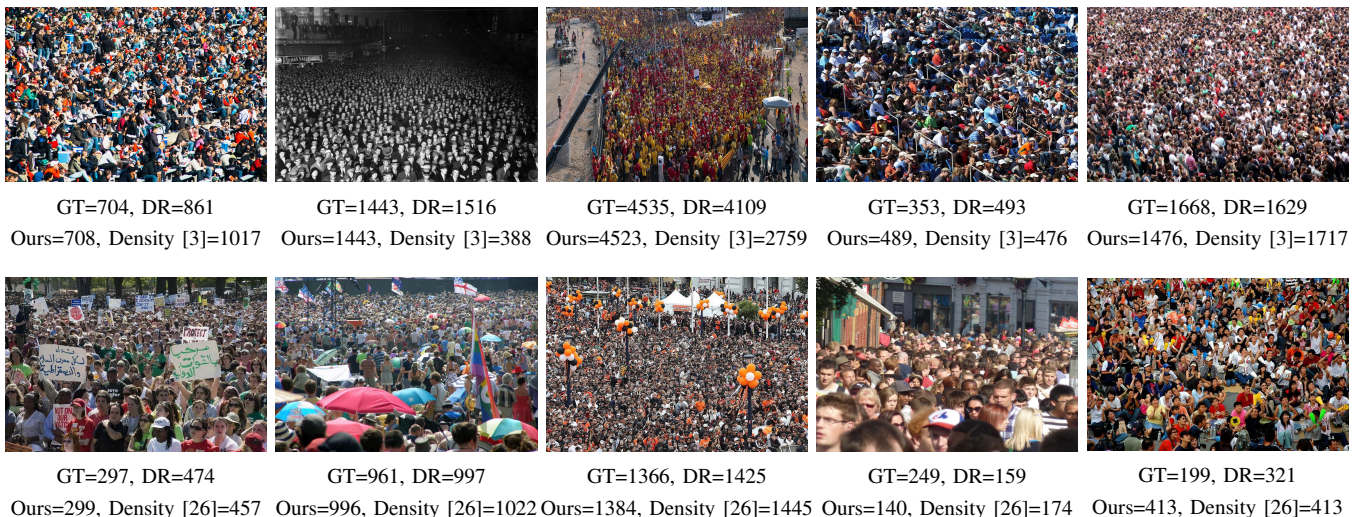 GT=704, DR=861
Ours=708, Density [3]=1017
GT=1443, DR=1516
Ours=1443, Density [3]=388
GT=4535, DR=4109
Ours=4523, Density [3]=2759
GT=353, DR=493
Ours=489, Density [3]=476
GT=1668, DR=1629
Ours=1476, Density [3]=1717
PROTECT
GT=297, DR=474
Ours=299, Density [26]=457
GT=961, DR=997
Ours=996, Density [26]=1022
GT=1366, DR=1425
Ours=1384, Density [26]=1445
GT=249, DR=159
Ours=140, Density [26]=174
GT=199, DR=321
Ours=413, Density [26]=413